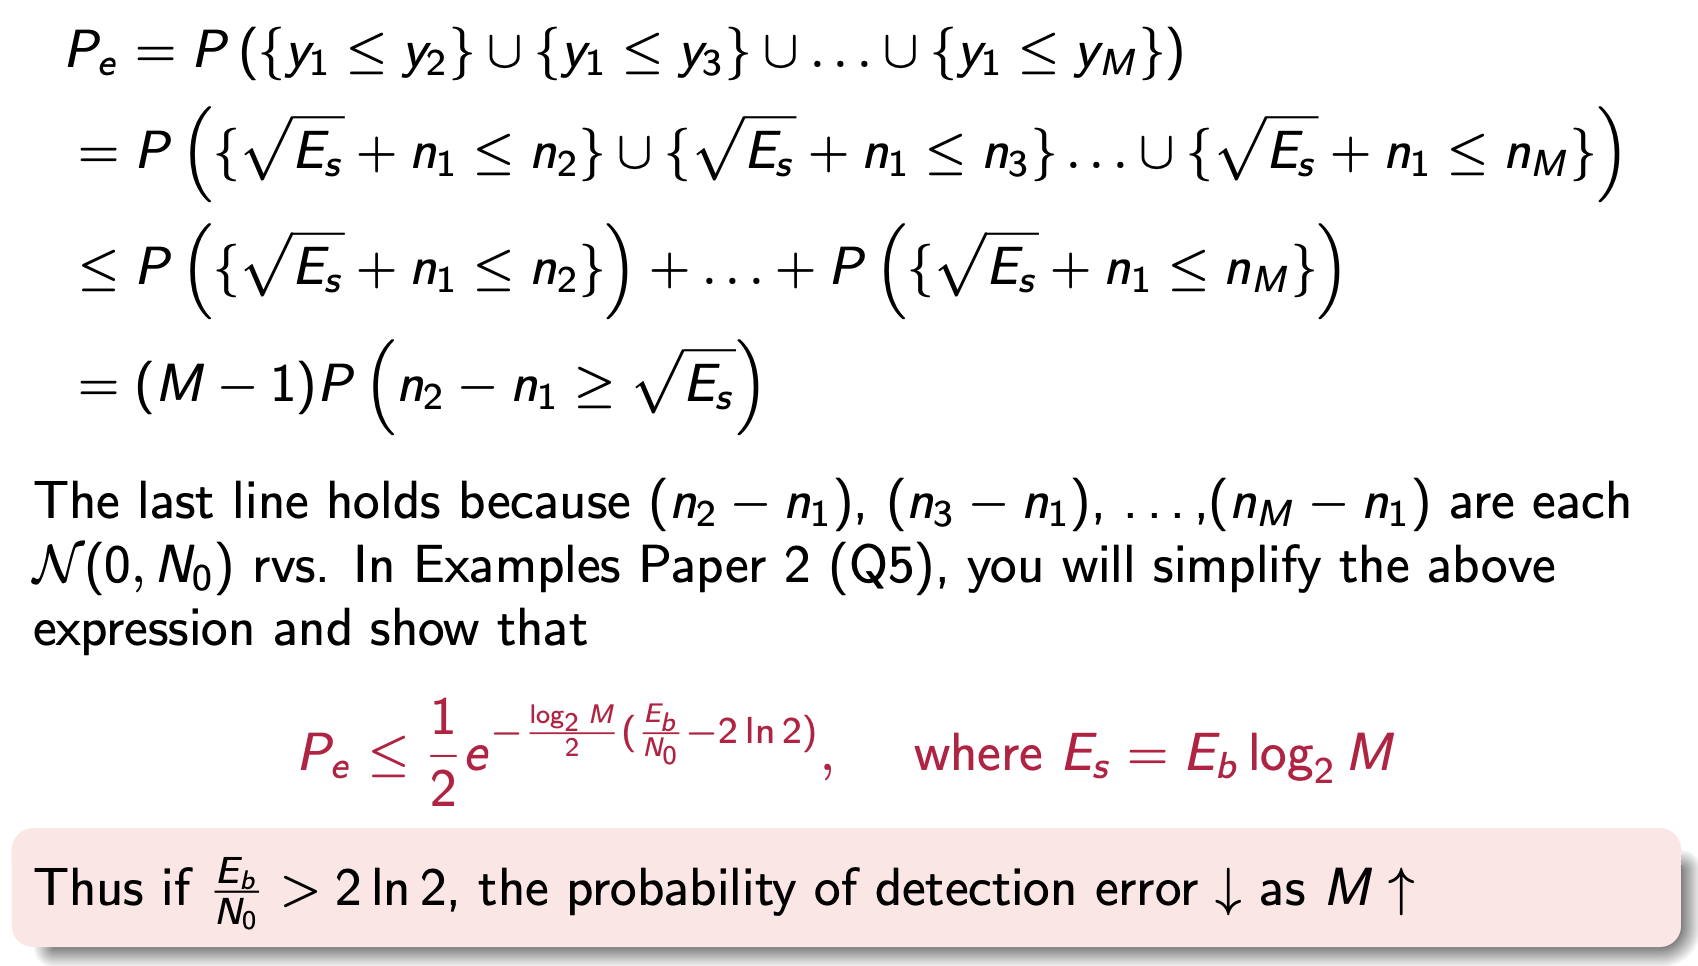 $P_e = P(\{y_1 \leq y_2\} \cup \{y_1 \leq y_3\} \cup \ldots \cup \{y_1 \leq y_M\})$
$= P\left(\{\sqrt{E_s} + n_1 \leq n_2\} \cup \{\sqrt{E_s} + n_1 \leq n_3\} \ldots \cup \{\sqrt{E_s} + n_1 \leq n_M\}\right)$
$\leq P\left(\{\sqrt{E_s} + n_1 \leq n_2\}\right) + \ldots + P\left(\{\sqrt{E_s} + n_1 \leq n_M\}\right)$
$= (M - 1)P\left(n_2 - n_1 \geq \sqrt{E_s}\right)$
The last line holds because $(n_2 - n_1)$, $(n_3 - n_1)$, $\ldots$,$(n_M - n_1)$ are each
$\mathcal{N}(0, N_0)$ rvs. In Examples Paper 2 (Q5), you will simplify the above
expression and show that
$P_e \leq \frac{1}{2} e^{-\frac{\log_2 M}{2}(\frac{E_b}{N_0} - 2 \ln 2)}$, where $E_s = E_b \log_2 M$
Thus if $\frac{E_b}{N_0} > 2 \ln 2$, the probability of detection error ↓ as $M$ ↑